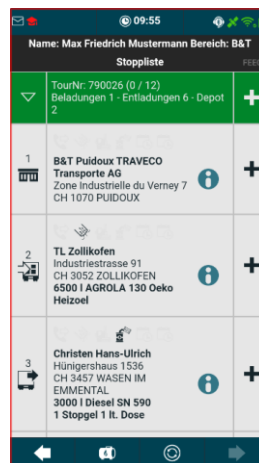 09:55
Name: Max Friedrich Mustermann Bereich: B&T
Stoppliste
FEE
TourNr: 790026 (0 / 12)
Beladungen 1 - Entladungen 6 - Depot
2
1
B&T Puidoux TRAVECO
Transporte AG
Zone Industrielle du Verney 7
CH 1070 PUIDOUX
2
TL Zollikofen
Industriestrasse 91
CH 3052 ZOLLIKOFEN
6500 l AGROLA 130 Oeko
Heizoel
3
Christen Hans-Ulrich
Hünigershaus 1536
CH 3457 WASEN IM
EMMENTAL
3000 l Diesel SN 590
1 Stopgel 1 lt. Dose